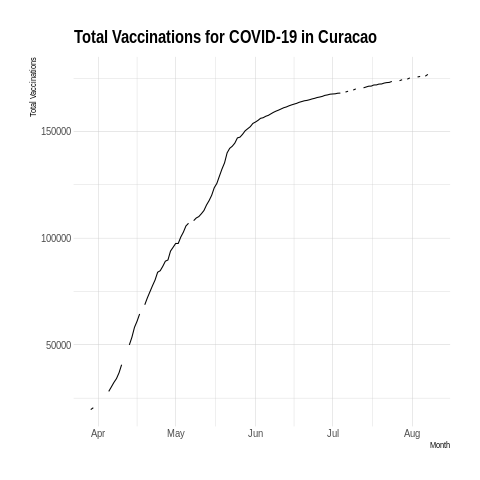 Total Vaccinations for COVID-19 in Curacao
Total Vaccinations
150000
100000
50000
Apr May Jun Jul Aug
Month